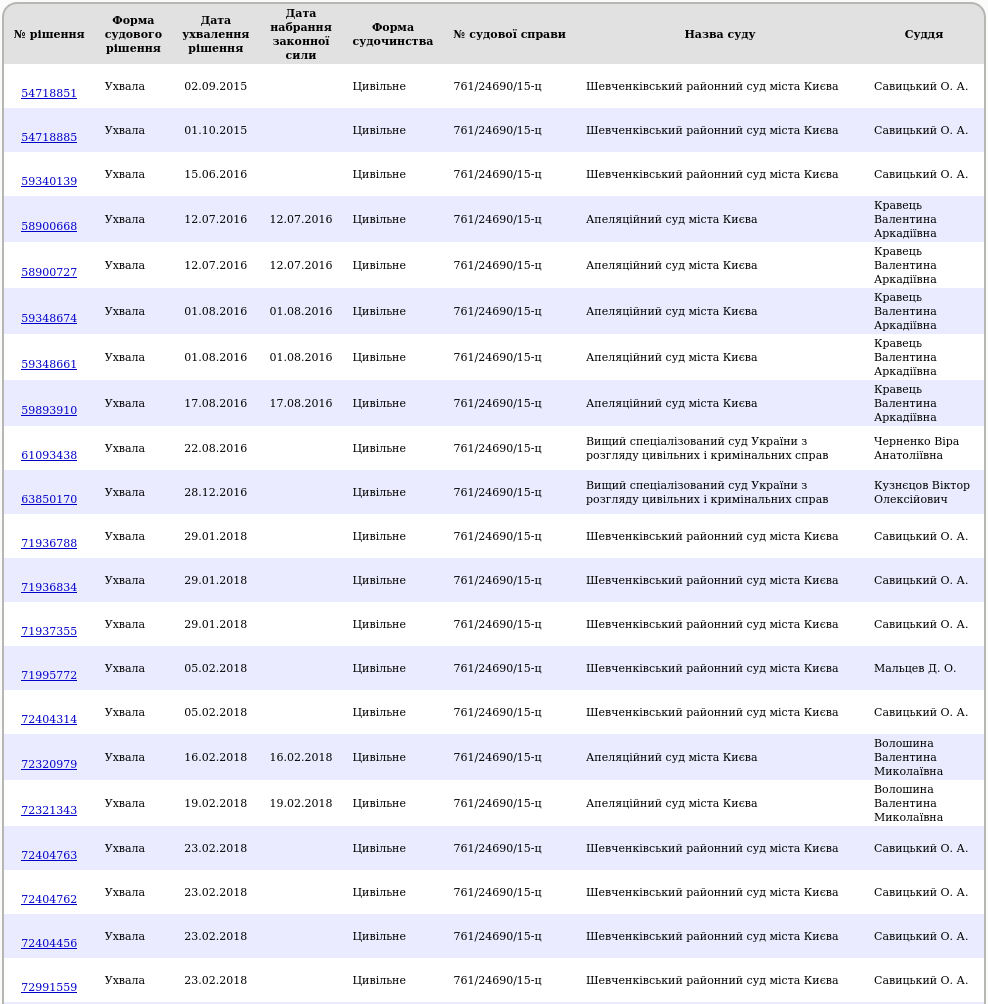 № рішення Форма судового рішення Дата ухвалення рішення Дата набрання законної сили Форма судочинства № судової справи Назва суду Суддя
54718851 Ухвала 02.09.2015 Цивільне 761/24690/15-ц Шевченківський районний суд міста Києва Савицький О. А.
54718885 Ухвала 01.10.2015 Цивільне 761/24690/15-ц Шевченківський районний суд міста Києва Савицький О. А.
59340139 Ухвала 15.06.2016 Цивільне 761/24690/15-ц Шевченківський районний суд міста Києва Савицький О. А.
58900668 Ухвала 12.07.2016 12.07.2016 Цивільне 761/24690/15-ц Апеляційний суд міста Києва Кравець Валентина Аркадіївна
58900727 Ухвала 12.07.2016 12.07.2016 Цивільне 761/24690/15-ц Апеляційний суд міста Києва Кравець Валентина Аркадіївна
59348674 Ухвала 01.08.2016 01.08.2016 Цивільне 761/24690/15-ц Апеляційний суд міста Києва Кравець Валентина Аркадіївна
59348661 Ухвала 01.08.2016 01.08.2016 Цивільне 761/24690/15-ц Апеляційний суд міста Києва Кравець Валентина Аркадіївна
59893910 Ухвала 17.08.2016 17.08.2016 Цивільне 761/24690/15-ц Апеляційний суд міста Києва Кравець Валентина Аркадіївна
61093438 Ухвала 22.08.2016 Цивільне 761/24690/15-ц Вищий спеціалізований суд України з розгляду цивільних і кримінальних справ Черненко Віра Анатоліївна
63850170 Ухвала 28.12.2016 Цивільне 761/24690/15-ц Вищий спеціалізований суд України з розгляду цивільних і кримінальних справ Кузнєцов Віктор Олексійович
71936788 Ухвала 29.01.2018 Цивільне 761/24690/15-ц Шевченківський районний суд міста Києва Савицький О. А.
71936834 Ухвала 29.01.2018 Цивільне 761/24690/15-ц Шевченківський районний суд міста Києва Савицький О. А.
71937355 Ухвала 29.01.2018 Цивільне 761/24690/15-ц Шевченківський районний суд міста Києва Савицький О. А.
71995772 Ухвала 05.02.2018 Цивільне 761/24690/15-ц Шевченківський районний суд міста Києва Мальцев Д. О.
72404314 Ухвала 05.02.2018 Цивільне 761/24690/15-ц Шевченківський районний суд міста Києва Савицький О. А.
72320979 Ухвала 16.02.2018 16.02.2018 Цивільне 761/24690/15-ц Апеляційний суд міста Києва Волошина Валентина Миколаївна
72321343 Ухвала 19.02.2018 19.02.2018 Цивільне 761/24690/15-ц Апеляційний суд міста Києва Волошина Валентина Миколаївна
72404763 Ухвала 23.02.2018 Цивільне 761/24690/15-ц Шевченківський районний суд міста Києва Савицький О. А.
72404762 Ухвала 23.02.2018 Цивільне 761/24690/15-ц Шевченківський районний суд міста Києва Савицький О. А.
72404456 Ухвала 23.02.2018 Цивільне 761/24690/15-ц Шевченківський районний суд міста Києва Савицький О. А.
72991559 Ухвала 23.02.2018 Цивільне 761/24690/15-ц Шевченківський районний суд міста Києва Савицький О. А.